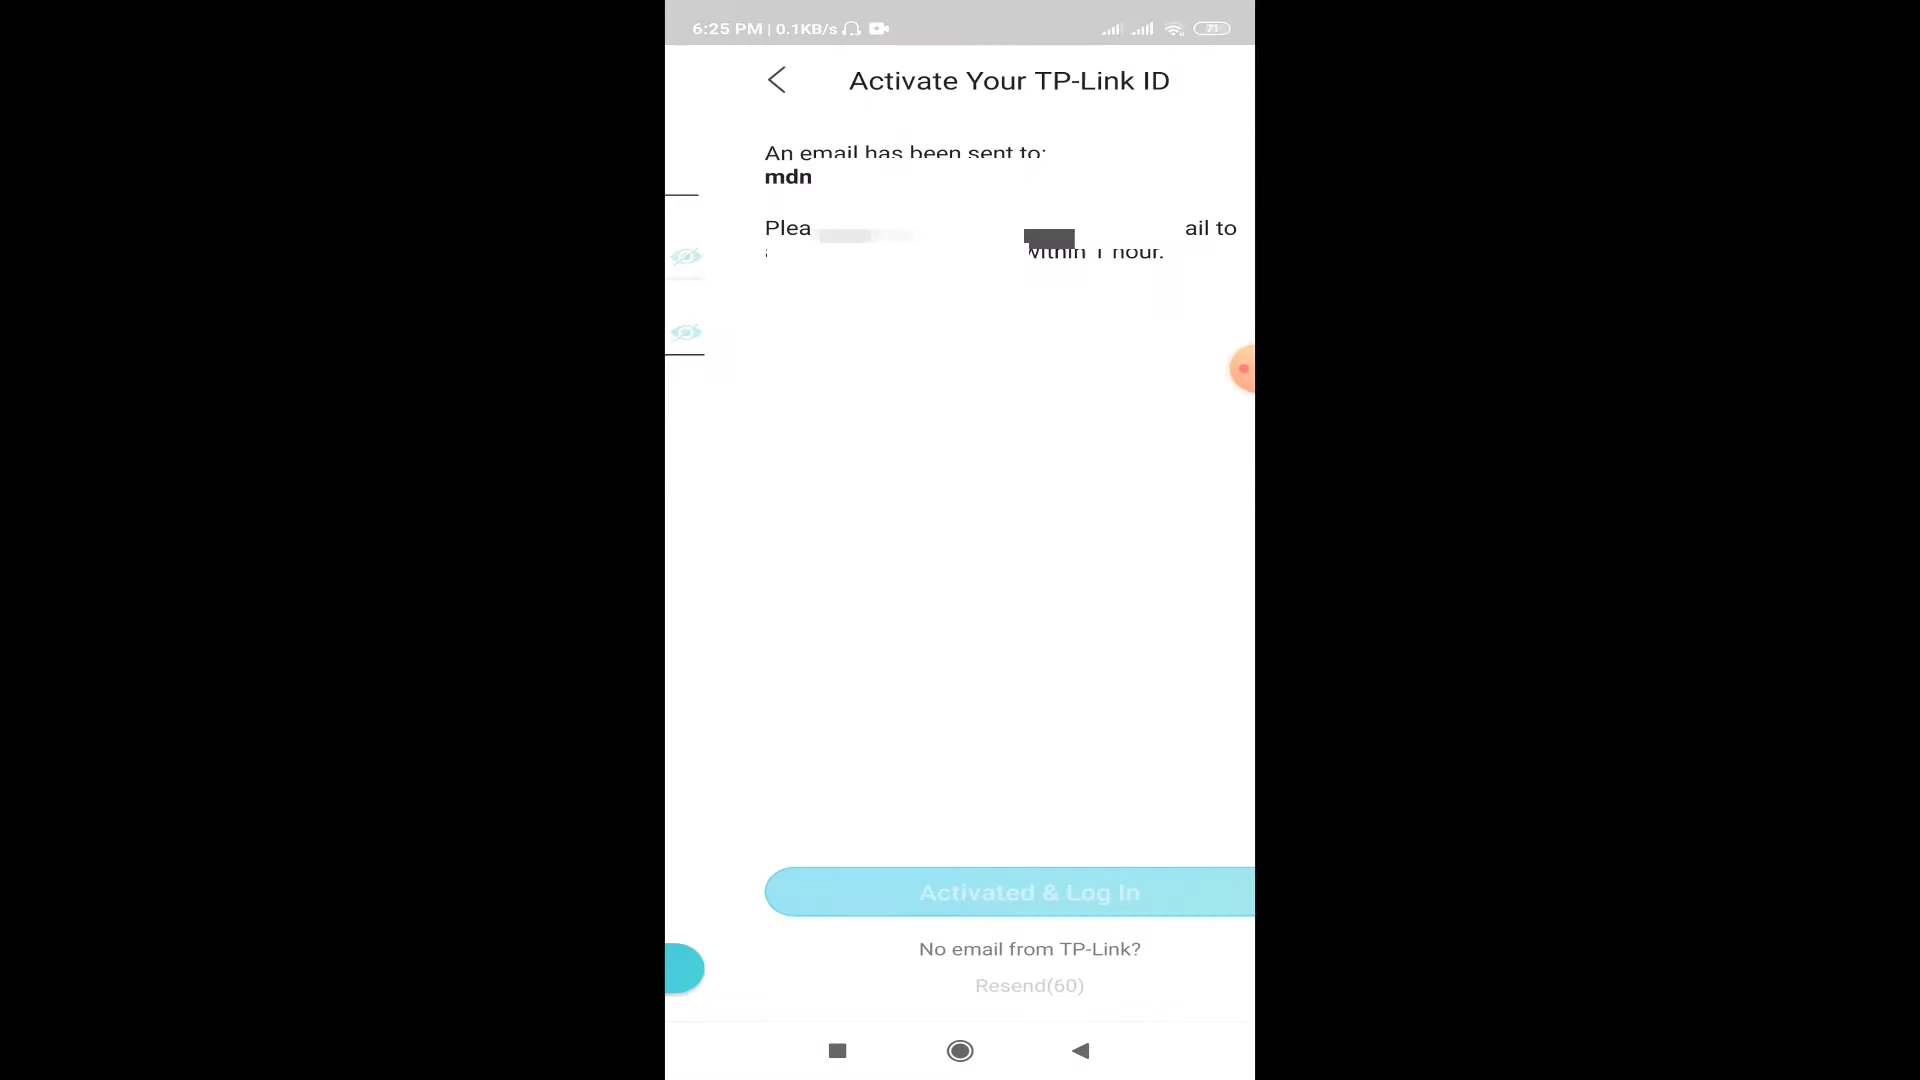 6:25 PM | 0.1KB/s
71
Activate Your TP-Link ID
An email has been sent to:
mdn
Plea ail to
within 1 hour.
Activated & Log In
No email from TP-Link?
Resend(60)